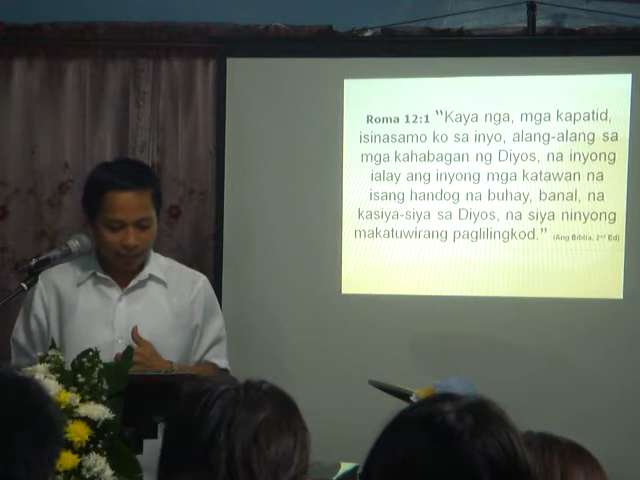 Roma 12:1 “Kaya nga, mga kapatid,
isinasamo ko sa inyo, alang-alang sa
mga kahabagan ng Diyos, na inyong
ialay ang inyong mga katawan na
isang handog na buhay, banal, na
kasiya-siya sa Diyos, na siya ninyong
makatuwirang paglilingkod.” (Ang Biblia, 2nd Ed)